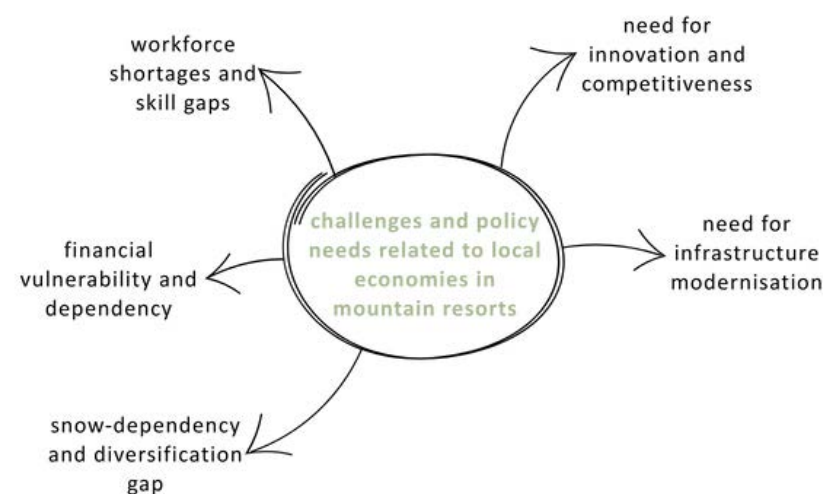 workforce
shortages and
skill gaps
need for
innovation and
competitiveness
challenges and policy
needs related to local
economies in
mountain resorts
financial
vulnerability and
dependency
need for
infrastructure
modernisation
snow-dependency
and diversification
gap